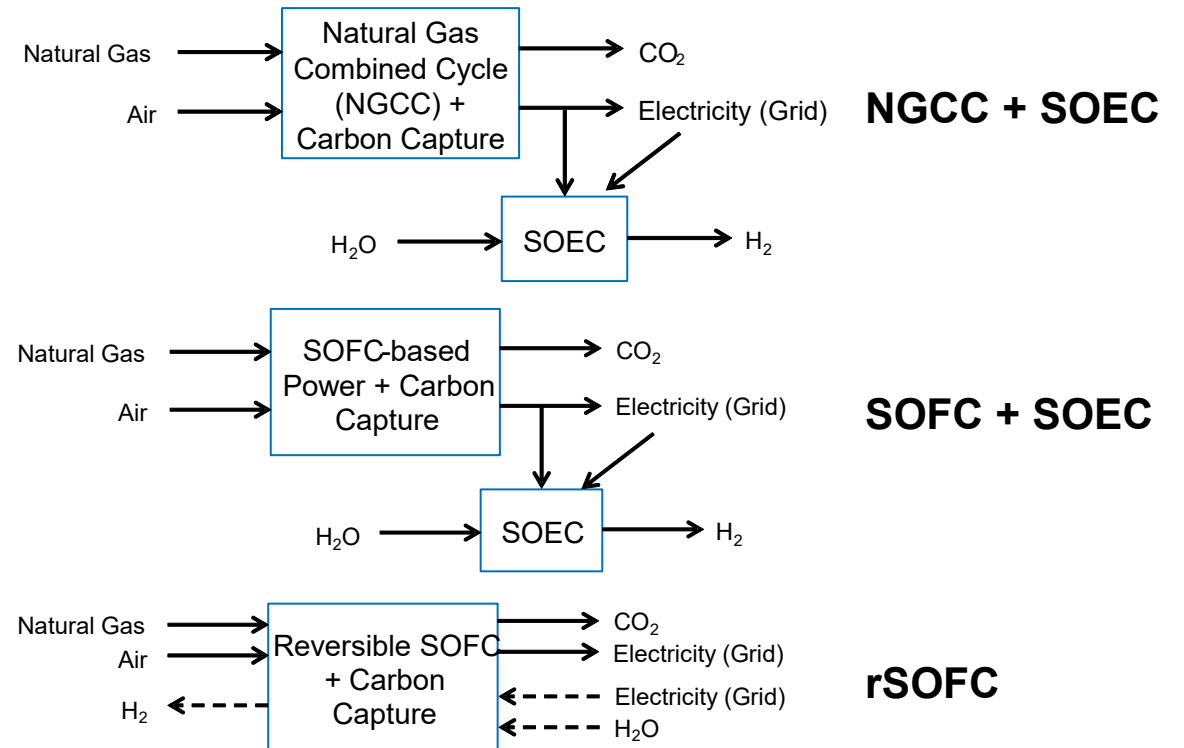 Natural Gas
Air
Natural Gas
Combined Cycle
(NGCC) +
Carbon Capture
CO2
Electricity (Grid)
NGCC + SOEC
H2O
SOEC
H2
Natural Gas
Air
SOFC-based
Power + Carbon
Capture
CO2
Electricity (Grid)
SOFC + SOEC
H2O
SOEC
H2
Natural Gas
Air
H2
Reversible SOFC
+ Carbon
Capture
CO2
Electricity (Grid)
Electricity (Grid)
H2O
rSOFC